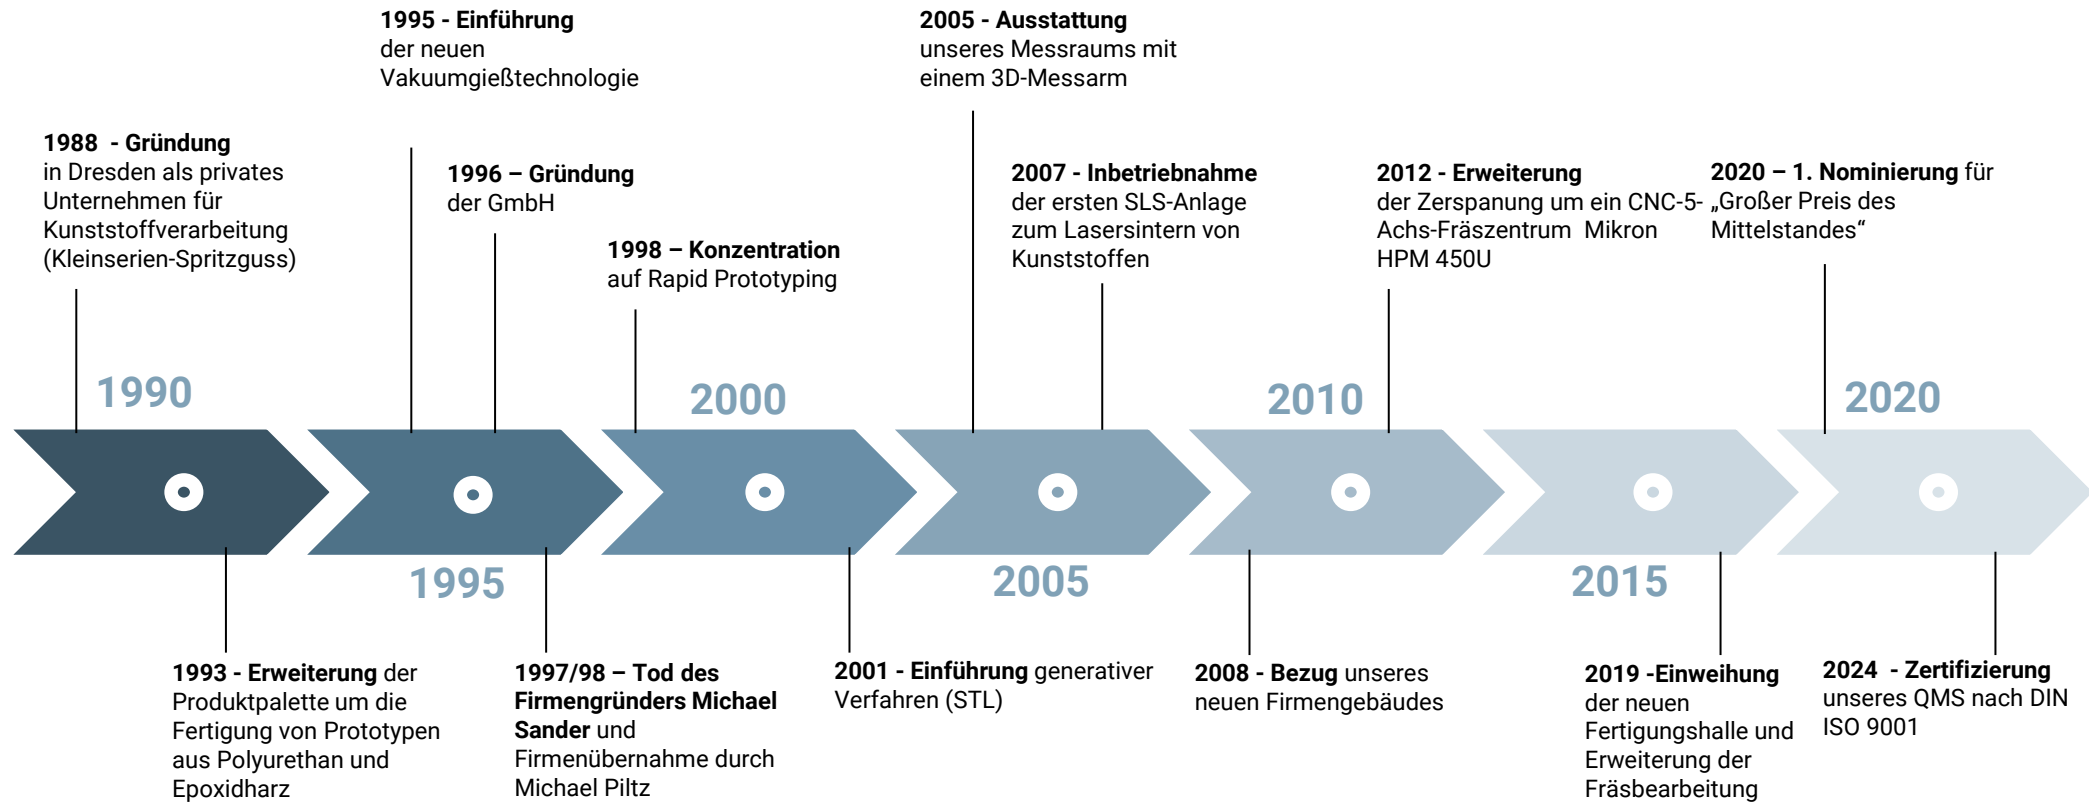 1995 - Einführung
der neuen
Vakuumgießtechnologie
2005 - Ausstattung
unseres Messraums mit
einem 3D-Messarm
1988  - Gründung
in Dresden als privates
Unternehmen für
Kunststoffverarbeitung
(Kleinserien-Spritzguss)
1996 – Gründung
der GmbH
1998 – Konzentration
auf Rapid Prototyping
2007 - Inbetriebnahme
der ersten SLS-Anlage
zum Lasersintern von
Kunststoffen
2012 - Erweiterung
der Zerspanung um ein CNC-5-
Achs-Fräszentrum  Mikron
HPM 450U
2020 – 1. Nominierung für
„Großer Preis des
Mittelstandes“
1990
2000
2010
2020
1995
2005
2015
1993 - Erweiterung der
Produktpalette um die
Fertigung von Prototypen
aus Polyurethan und
Epoxidharz
1997/98 – Tod des
Firmengründers Michael
Sander und
Firmenübernahme durch
Michael Piltz
2001 - Einführung generativer
Verfahren (STL)
2008 - Bezug unseres
neuen Firmengebäudes
2019 -Einweihung
der neuen
Fertigungshalle und
Erweiterung der
Fräsbearbeitung
2024  - Zertifizierung
unseres QMS nach DIN
ISO 9001